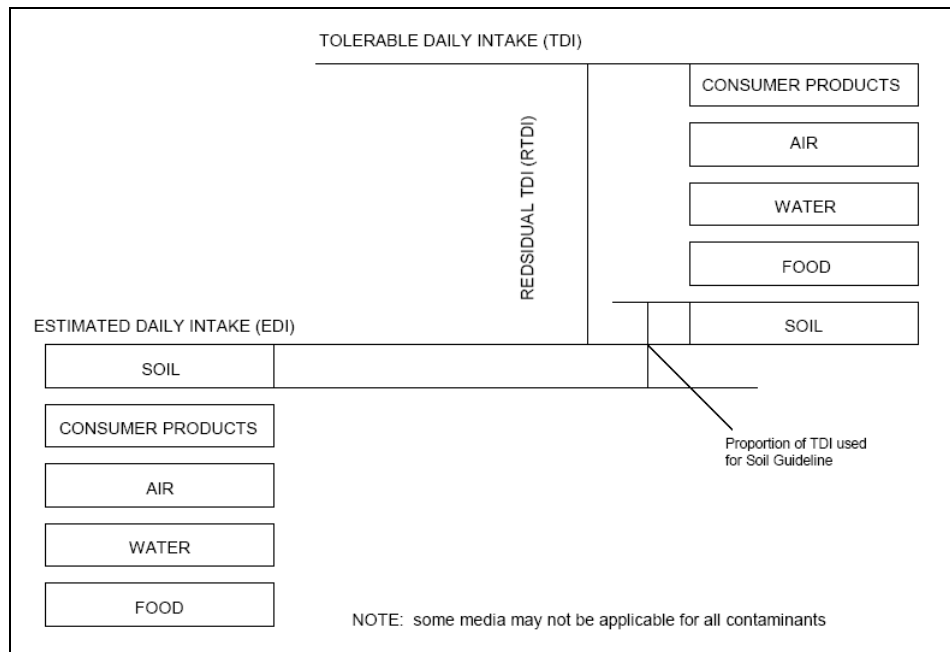 TOLERABLE DAILY INTAKE (TDI)
CONSUMER PRODUCTS
AIR
WATER
FOOD
SOIL
REDSIDUAL TDI (RTDI)
ESTIMATED DAILY INTAKE (EDI)
SOIL
CONSUMER PRODUCTS
AIR
WATER
FOOD
Proportion of TDI used
for Soil Guideline
NOTE: some media may not be applicable for all contaminants